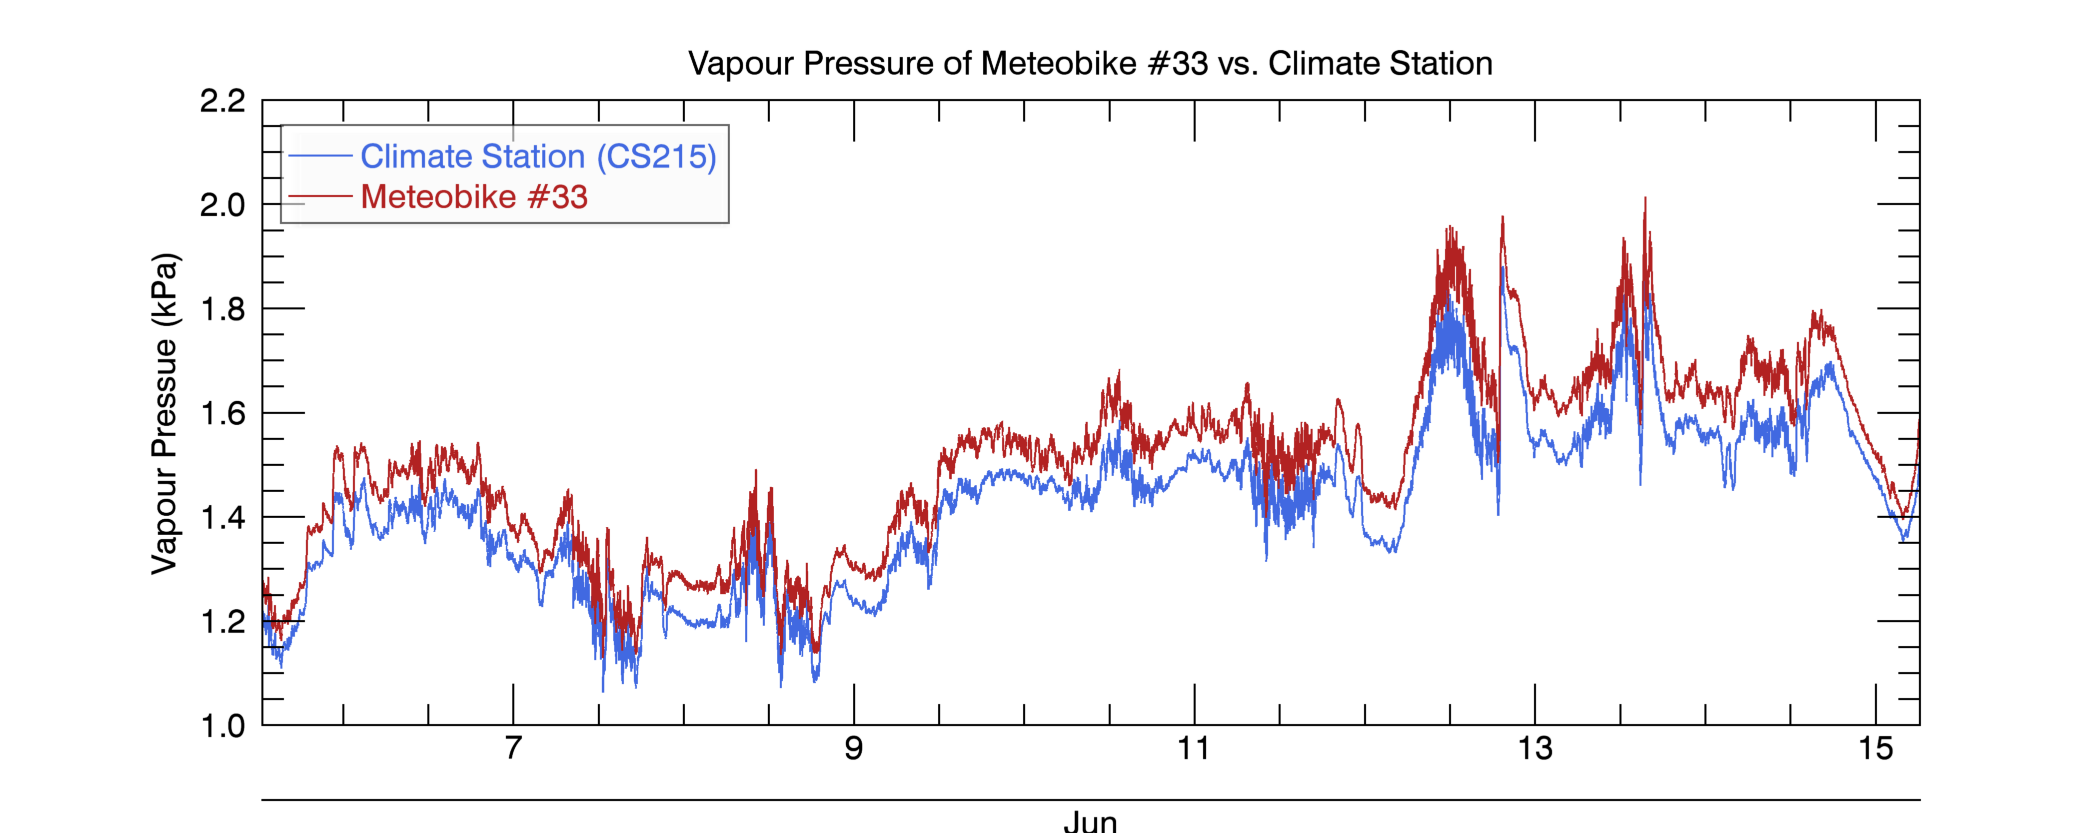 Vapour Pressure of Meteobike #33 vs. Climate Station
2.2
Climate Station (CS215)
Meteobike #33
2.0
1.8
1.6
1.4
1.2
1.0
Vapour Pressue (kPa)
7
9
11
13
15
Jun